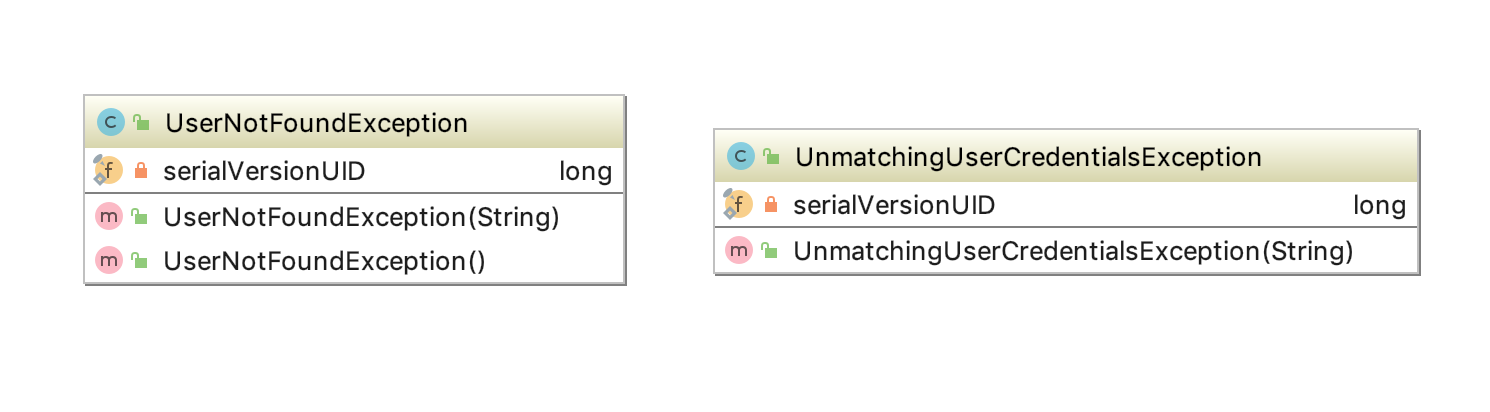 C UserNotFoundException
f serialVersionUID long
m UserNotFoundException(String)
m UserNotFoundException()
C UnmatchingUserCredentialsException
f serialVersionUID long
m UnmatchingUserCredentialsException(String)